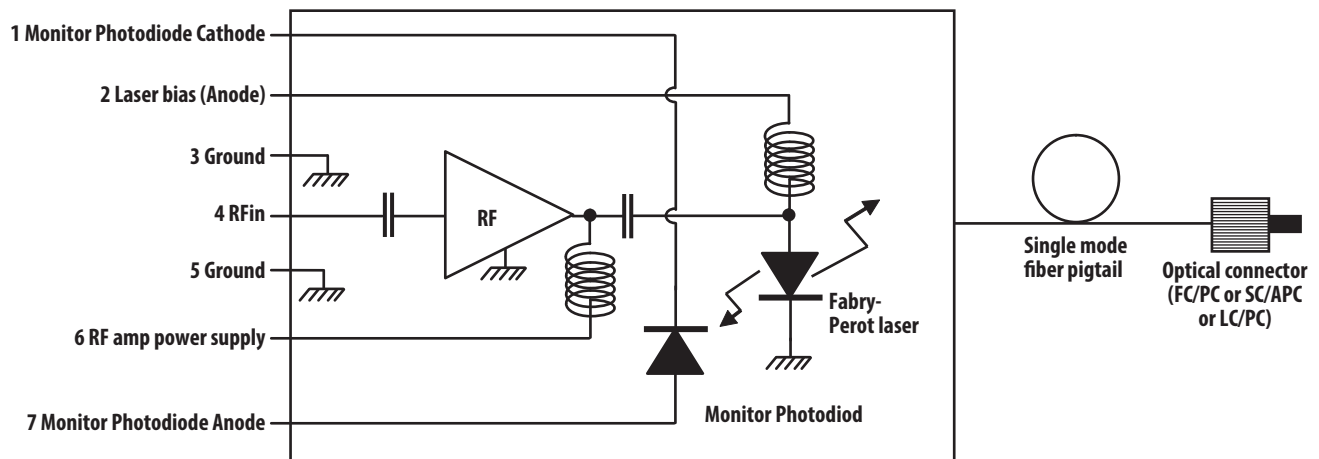 1 Monitor Photodiode Cathode
2 Laser bias (Anode)
3 Ground
4 RFin
RF
5 Ground
6 RF amp power supply
7 Monitor Photodiode Anode
Fabry-
Perot laser
Monitor Photodiod
Single mode
fiber pigtail
Optical connector
(FC/PC or SC/APC
or LC/PC)